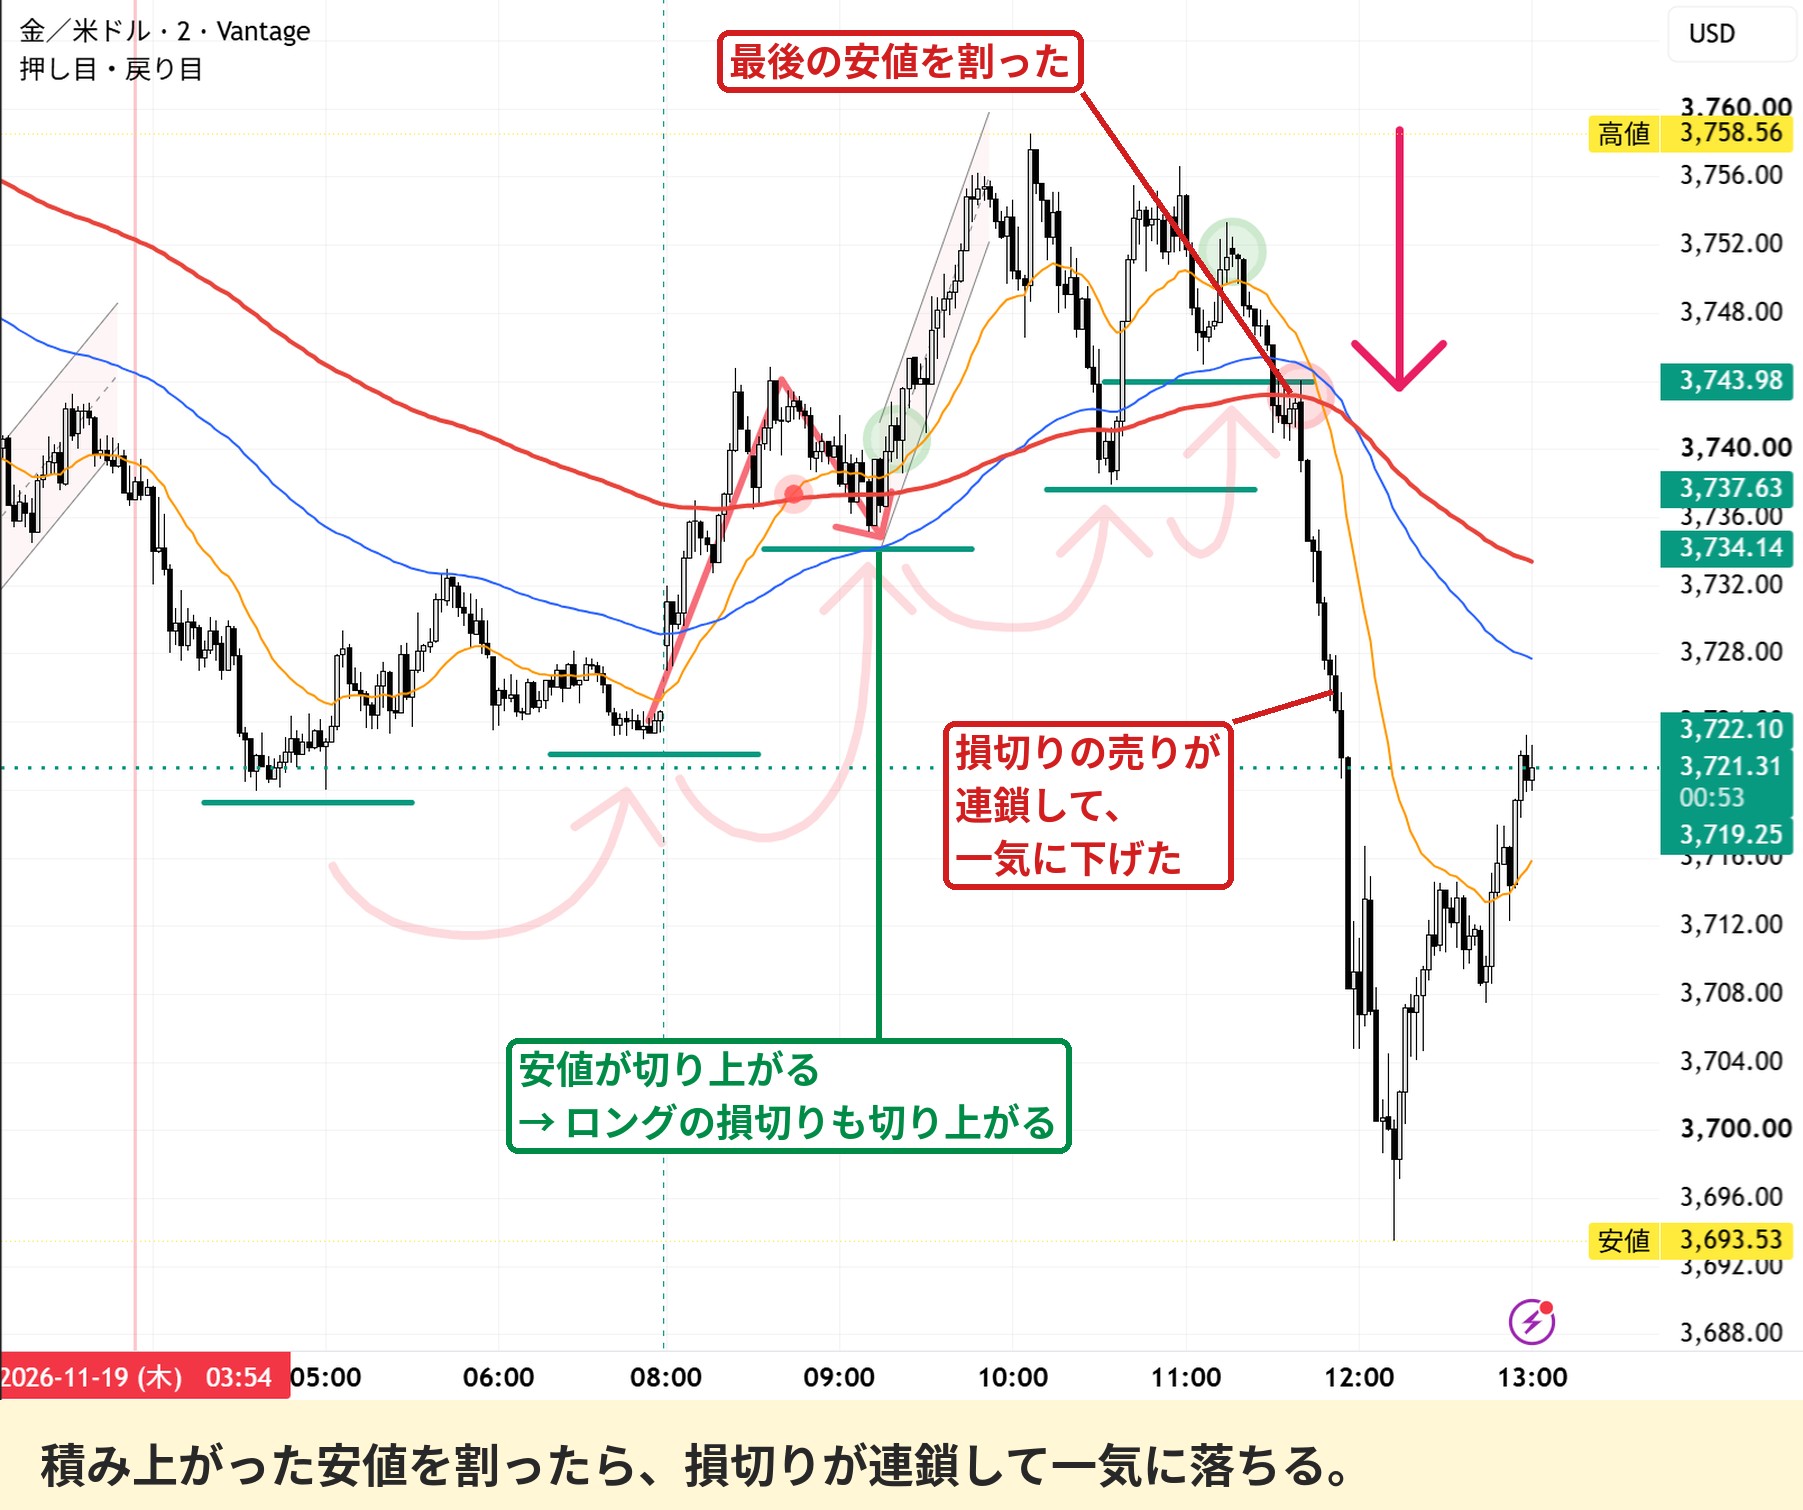 金／米ドル・2・Vantage
押し目・戻り目
最後の安値を割った
USD
3,760.00
高値 3,758.56
3,756.00
3,752.00
3,748.00
3,743.98
3,740.00
3,737.63
3,736.00
3,734.14
3,732.00
3,728.00
3,722.10
3,721.31
00:53
3,719.25
3,716.00
3,712.00
3,708.00
3,704.00
3,700.00
3,696.00
安値 3,693.53
3,692.00
3,688.00
損切りの売りが
連鎖して、
一気に下げた
安値が切り上がる
→ ロングの損切りも切り上がる
2026-11-19 (木) 03:54 05:00 06:00 08:00 09:00 10:00 11:00 12:00 13:00
積み上がった安値を割ったら、損切りが連鎖して一気に落ちる。